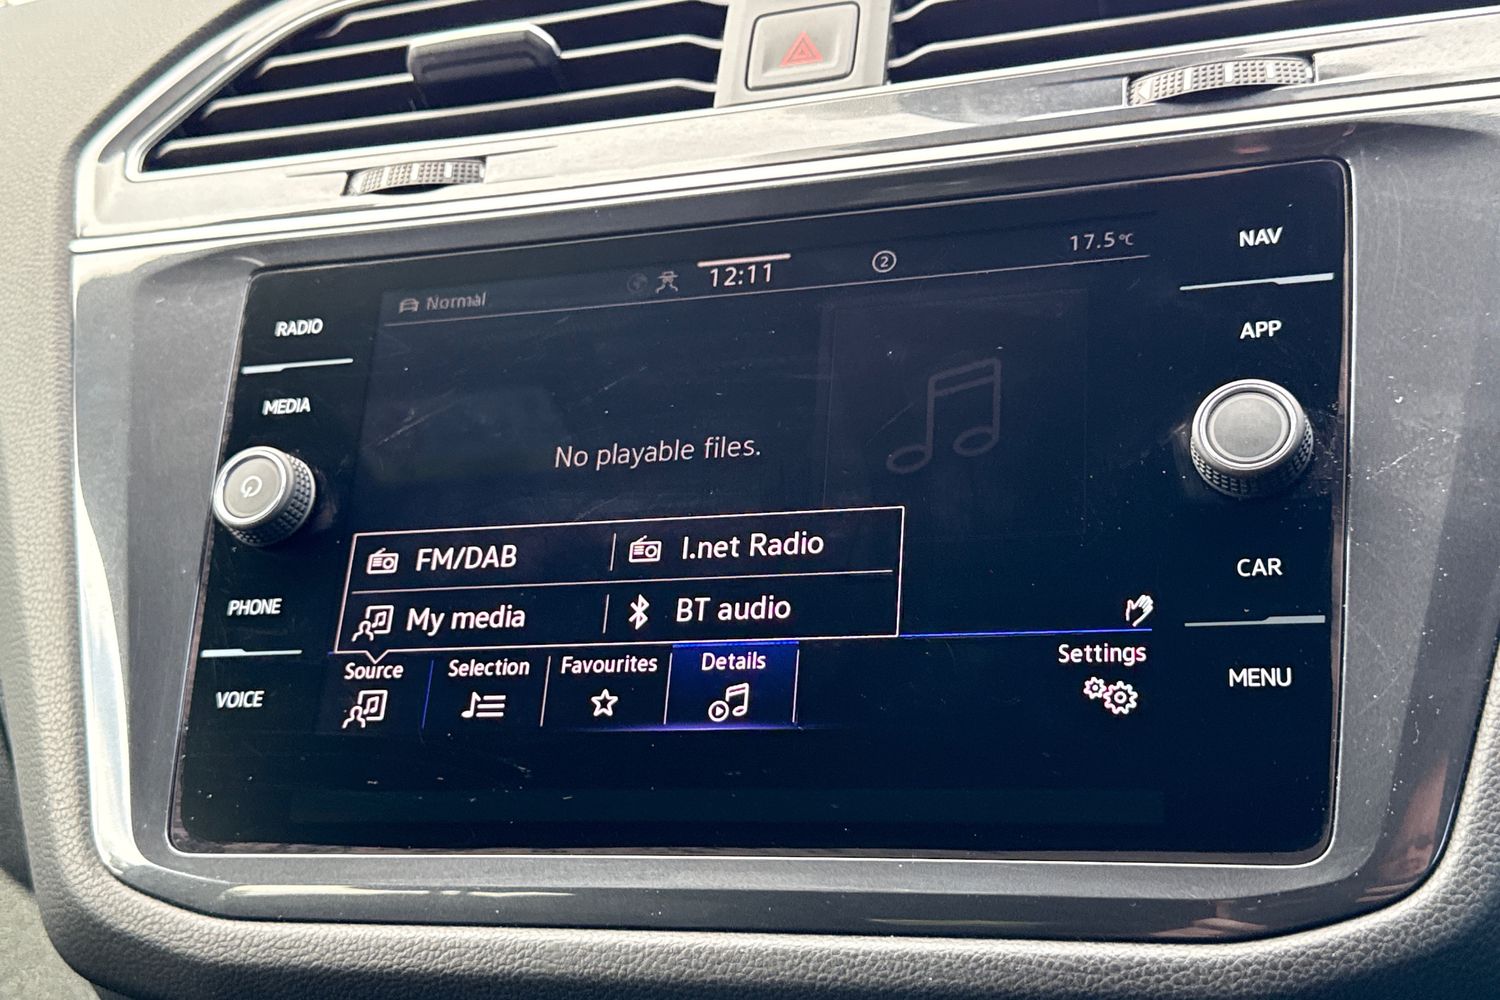 NAV
17.5°C
2
12:11
Normal
RADIO
APP
MEDIA
No playable files.
FM/DAB
I.net Radio
CAR
PHONE
My media
BT audio
Source
Selection
Favourites
Details
Settings
MENU
VOICE